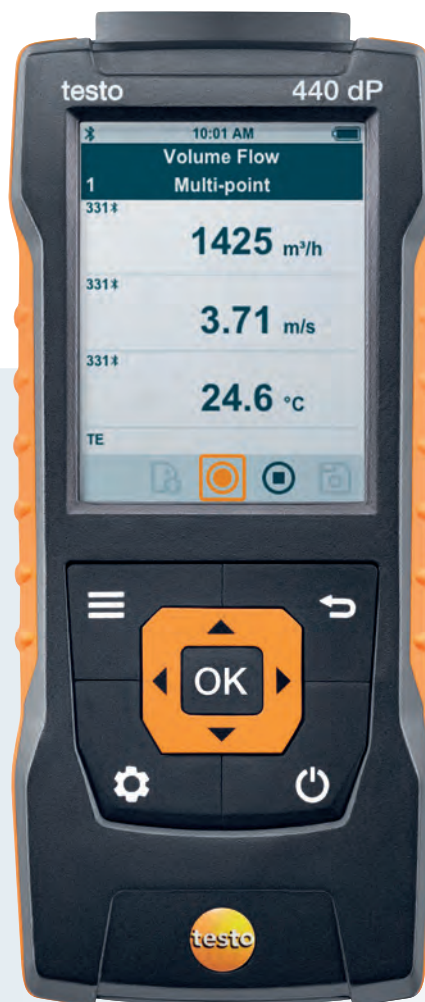 testo 440 dP
10:01 AM
Volume Flow
1 Multi-point
331
1425 m³/h
331
3.71 m/s
331
24.6 °C
TE
OK
testo